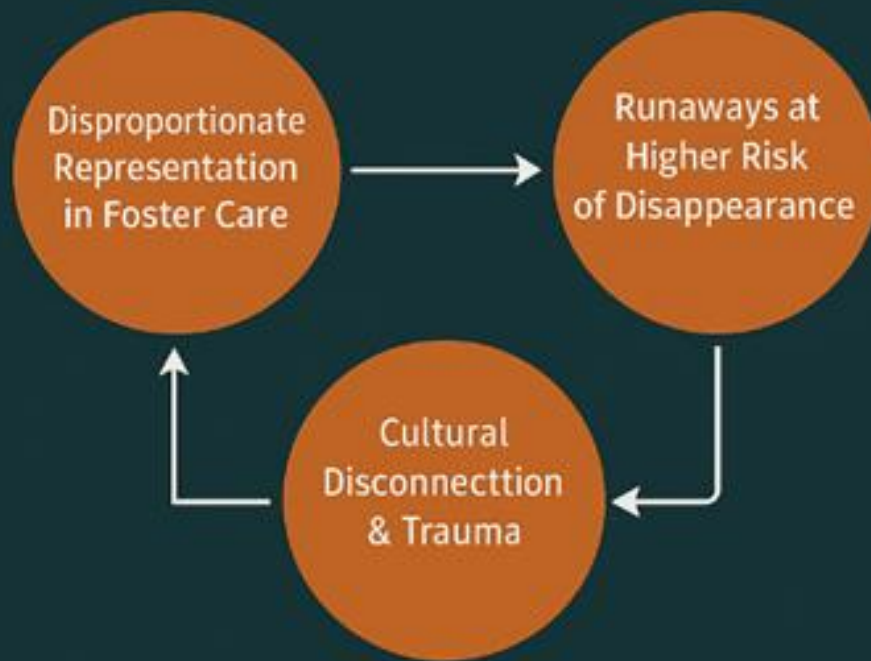 Disproportionate
Representation
in Foster Care
Runaways at
Higher Risk
of Disappearance
Cultural
Disconnecttion
& Trauma